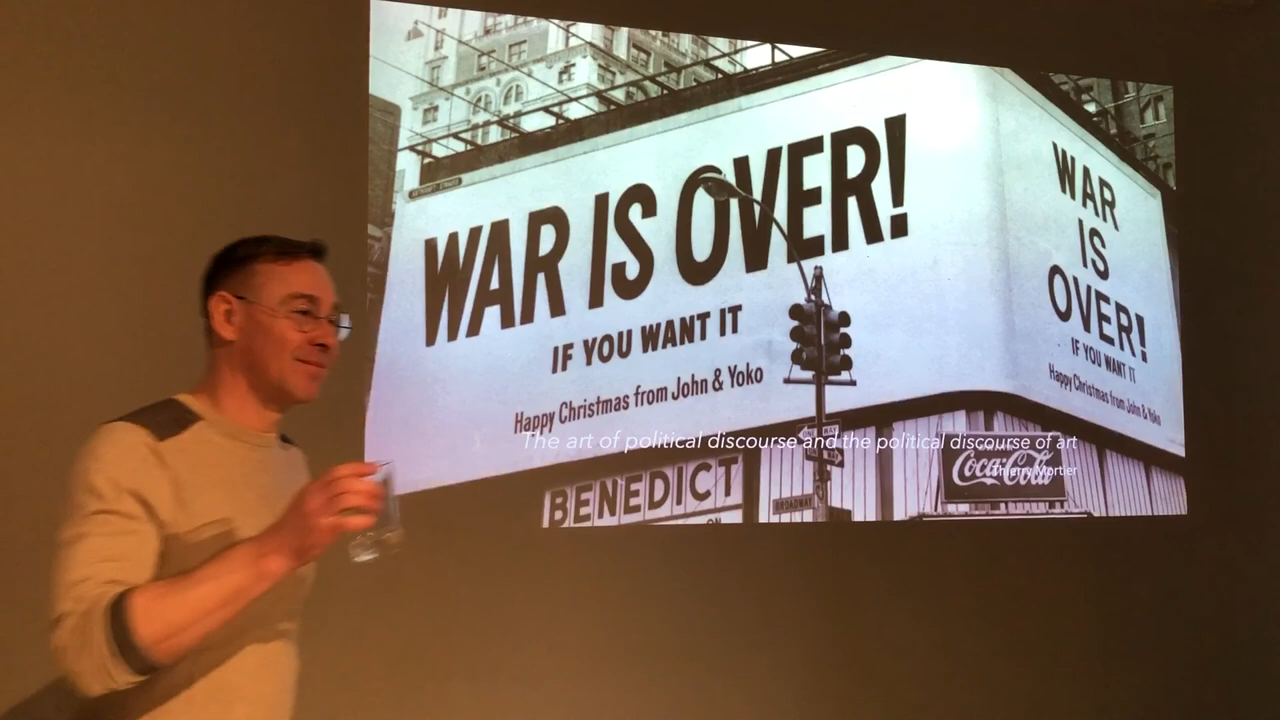 WAR IS OVER!
IF YOU WANT IT
Happy Christmas from John & Yoko
WAR
IS
OVER!
IF YOU WANT IT
Happy Christmas from John & Yoko
The art of political discourse and the political discourse of art
Thierry Mortier
ONE WAY
Coca-Cola
BENEDICT
BROADWAY
ON